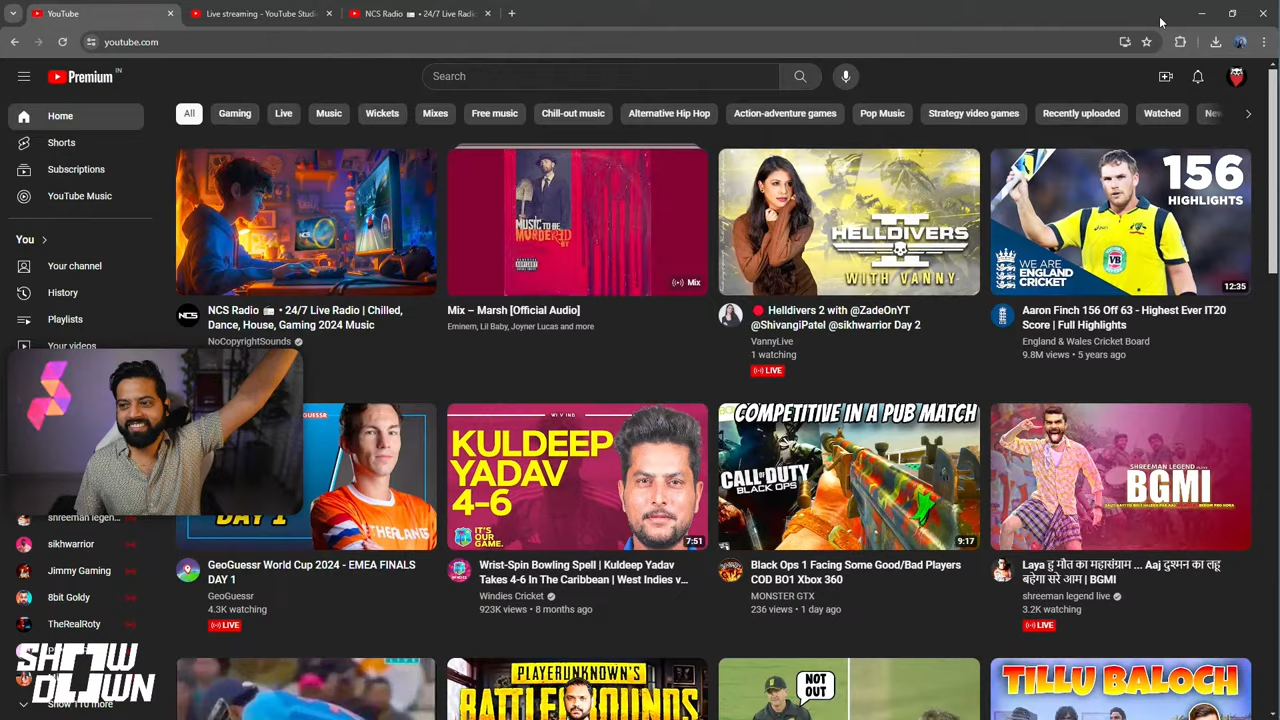 YouTube
Live streaming - YouTube Studi
NCS Radio • 24/7 Live Radi
youtube.com
Premium IN
Search
Home
Shorts
Subscriptions
YouTube Music
You
Your channel
History
Playlists
Your videos
shreeman legen...
sikhwarrior
Jimmy Gaming
8bit Goldy
TheRealRoty
SHOW
DOWN
Show 110 more
All
Gaming
Live
Music
Wickets
Mixes
Free music
Chill-out music
Alternative Hip Hop
Action-adventure games
Pop Music
Strategy video games
Recently uploaded
Watched
New
NCS
NCS Radio • 24/7 Live Radio | Chilled,
Dance, House, Gaming 2024 Music
NoCopyrightSounds
MUSIC TO BE
MURDERED
BY
Mix
Mix – Marsh [Official Audio]
Eminem, Lil Baby, Joyner Lucas and more
HELLDIVERS
II
WITH VANNY
Helldivers 2 with @ZadeOnYT
@ShivangiPatel @sikhwarrior Day 2
VannyLive
1 watching
LIVE
156
HIGHLIGHTS
WE ARE
ENGLAND
CRICKET
12:35
Aaron Finch 156 Off 63 - Highest Ever IT20
Score | Full Highlights
England & Wales Cricket Board
9.8M views • 5 years ago
GUESSR
DAY 1
GeoGuessr World Cup 2024 - EMEA FINALS
DAY 1
GeoGuessr
4.3K watching
LIVE
WI V IND
KULDEEP
YADAV
4-6
IT'S
OUR
GAME.
7:51
Wrist-Spin Bowling Spell | Kuldeep Yadav
Takes 4-6 In The Caribbean | West Indies v...
Windies Cricket
923K views • 8 months ago
COMPETITIVE IN A PUB MATCH
CALL OF DUTY
BLACK OPS
9:17
Black Ops 1 Facing Some Good/Bad Players
COD BO1 Xbox 360
MONSTER GTX
236 views • 1 day ago
SHREEMAN LEGEND LIVE
BGMI
Laya हु मौत का महासंग्राम ... Aaj दुश्मन का लहू
बहेगा सरे आम | BGMI
shreeman legend live
3.2K watching
LIVE
LIVE
PLAYERUNKNOWN'S
BATTLEGROUNDS
NOT
OUT
TILLU BALOCH